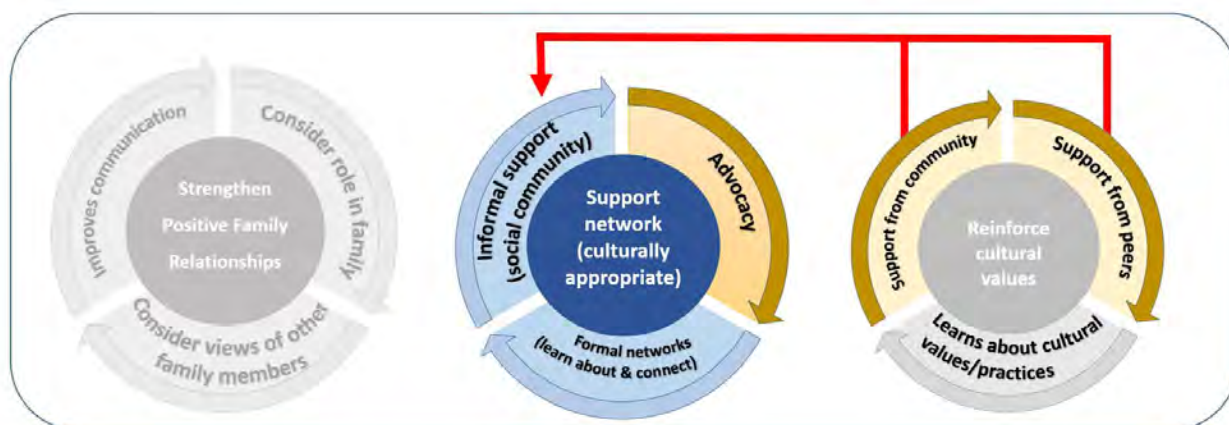 Improves communication
Consider role in family
Consider views of other
family members
Strengthen
Positive Family
Relationships
Informal support
(social community)
Advocacy
Formal networks
(learn about & connect)
Support
network
(culturally
appropriate)
Support from community
Support from peers
Learns about cultural
values/practices
Reinforce
cultural
values